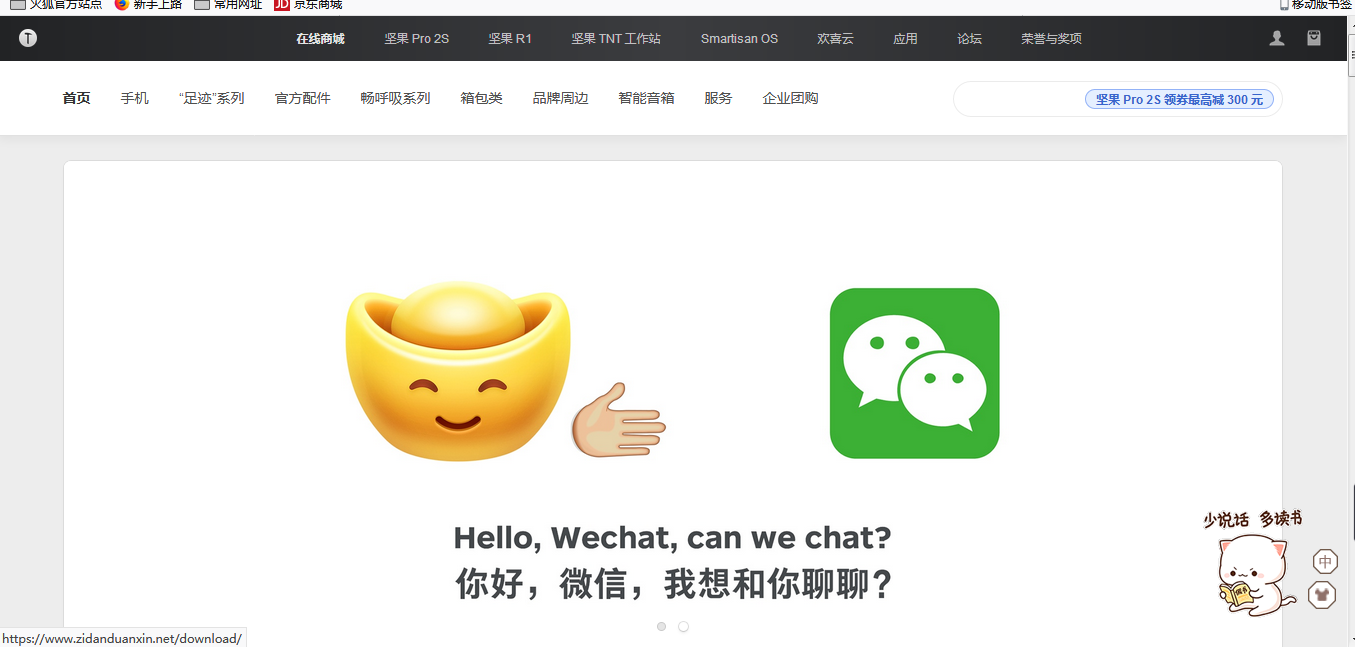 火狐官方站点 新手上路 常用网址 JD 京东商城 移动版书签
T 在线商城 坚果 Pro 2S 坚果 R1 坚果 TNT 工作站 Smartisan OS 欢喜云 应用 论坛 荣誉与奖项
首页 手机 “足迹”系列 官方配件 畅呼吸系列 箱包类 品牌周边 智能音箱 服务 企业团购 坚果 Pro 2S 领券最高减 300 元
少说话 多读书
Hello, Wechat, can we chat?
中
你好，微信，我想和你聊聊？
https://www.zidanduanxin.net/download/